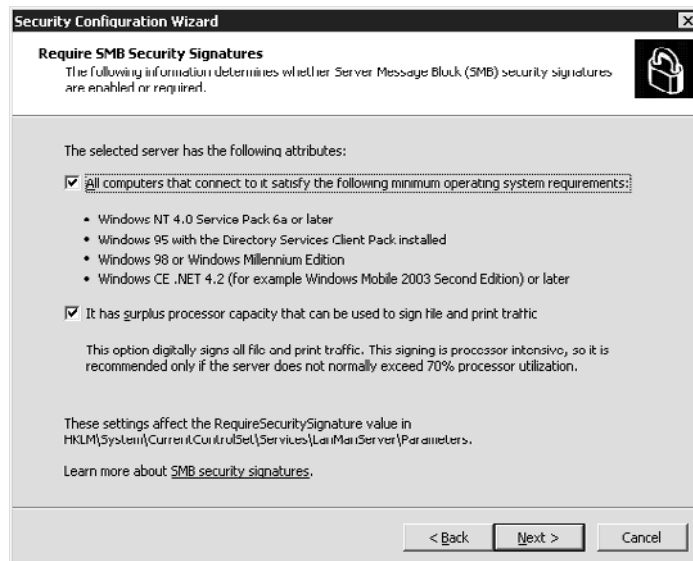 Security Configuration Wizard
Require SMB Security Signatures
The following information determines whether Server Message Block (SMB) security signatures
are enabled or required.
The selected server has the following attributes:
All computers that connect to it satisfy the following minimum operating system requirements:
• Windows NT 4.0 Service Pack 6a or later
• Windows 95 with the Directory Services Client Pack installed
• Windows 98 or Windows Millennium Edition
• Windows CE .NET 4.2 (for example Windows Mobile 2003 Second Edition) or later
It has surplus processor capacity that can be used to sign file and print traffic
This option digitally signs all file and print traffic. This signing is processor intensive, so it is
recommended only if the server does not normally exceed 70% processor utilization.
These settings affect the RequireSecuritySignature value in
HKLM\System\CurrentControlSet\Services\LanManServer\Parameters.
Learn more about SMB security signatures.
< Back
Next >
Cancel